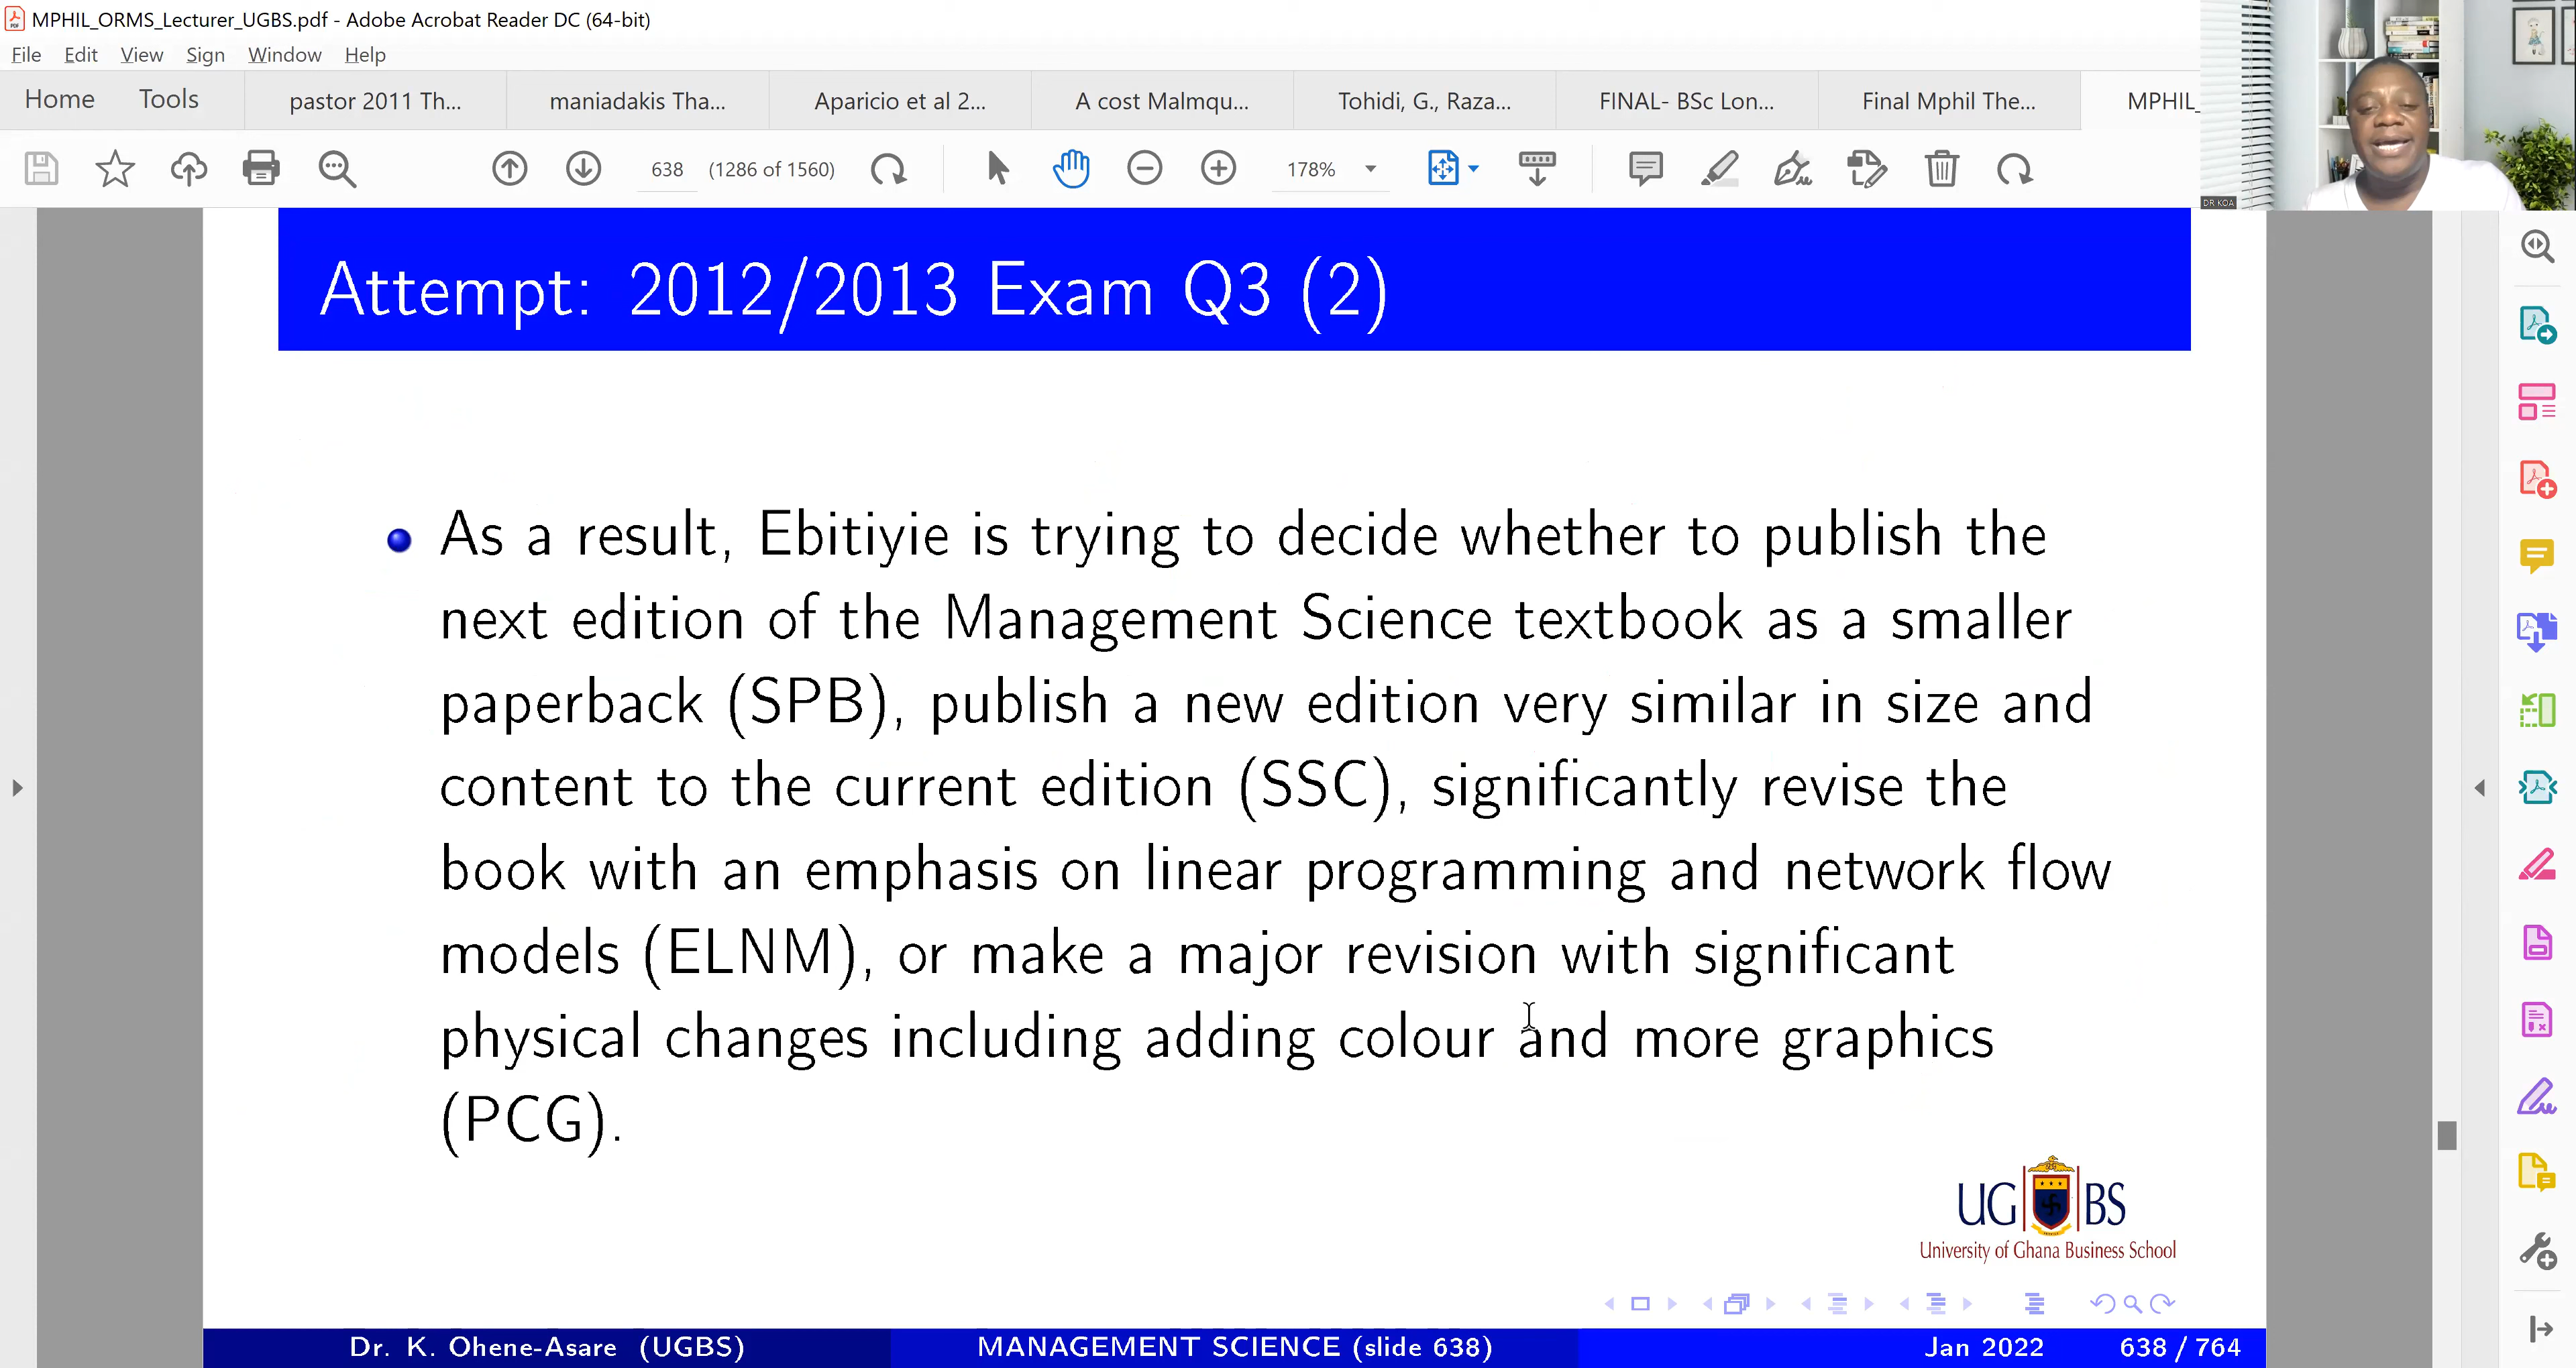 MPHIL_ORMS_Lecturer_UGBS.pdf - Adobe Acrobat Reader DC (64-bit)
File Edit View Sign Window Help
Home Tools pastor 2011 Th... maniadakis Tha... Aparicio et al 2... A cost Malmqu... Tohidi, G., Raza... FINAL- BSc Lon... Final Mphil The... MPHIL_
638 (1286 of 1560) 178%
DR KOA
Attempt: 2012/2013 Exam Q3 (2)
As a result, Ebitiyie is trying to decide whether to publish the
next edition of the Management Science textbook as a smaller
paperback (SPB), publish a new edition very similar in size and
content to the current edition (SSC), significantly revise the
book with an emphasis on linear programming and network flow
models (ELNM), or make a major revision with significant
physical changes including adding colour and more graphics
(PCG).
UG BS
University of Ghana Business School
Dr. K. Ohene-Asare (UGBS) MANAGEMENT SCIENCE (slide 638) Jan 2022 638 / 764